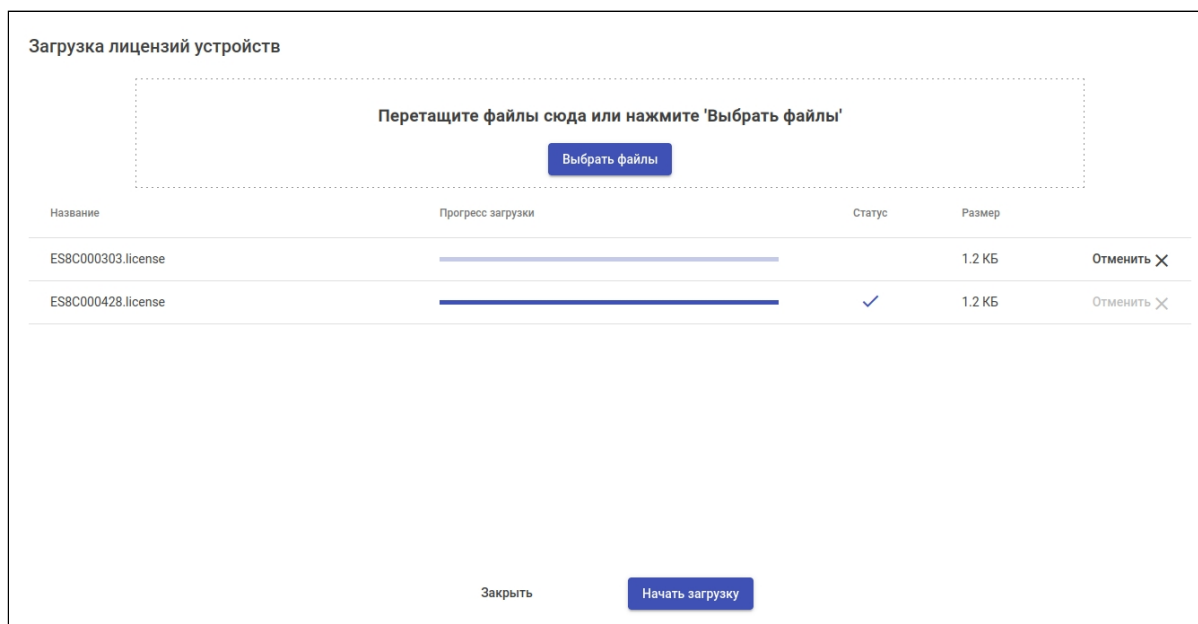 Загрузка лицензий устройств
Перетащите файлы сюда или нажмите 'Выбрать файлы'
Выбрать файлы
Название Прогресс загрузки Статус Размер
ES8C000303.license 1.2 КБ Отменить
ES8C000428.license 1.2 КБ Отменить
Закрыть Начать загрузку